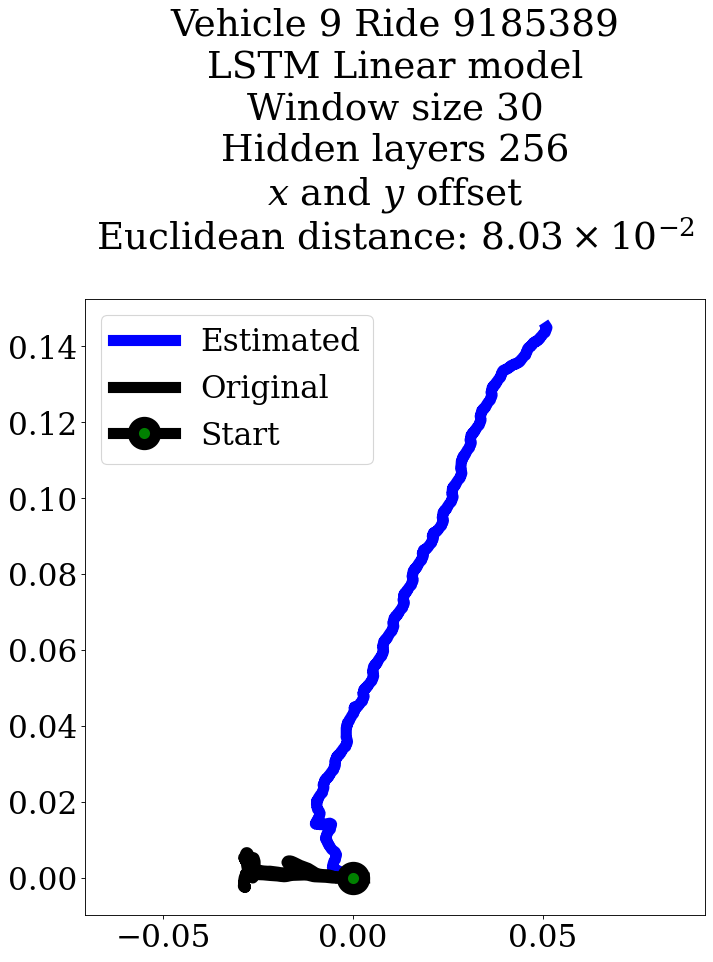 Vehicle 9 Ride 9185389
LSTM Linear model
Window size 30
Hidden layers 256
x and y offset
Euclidean distance: 8.03 × 10⁻²
Estimated
Original
Start
0.14
0.12
0.10
0.08
0.06
0.04
0.02
0.00
−0.05 0.00 0.05